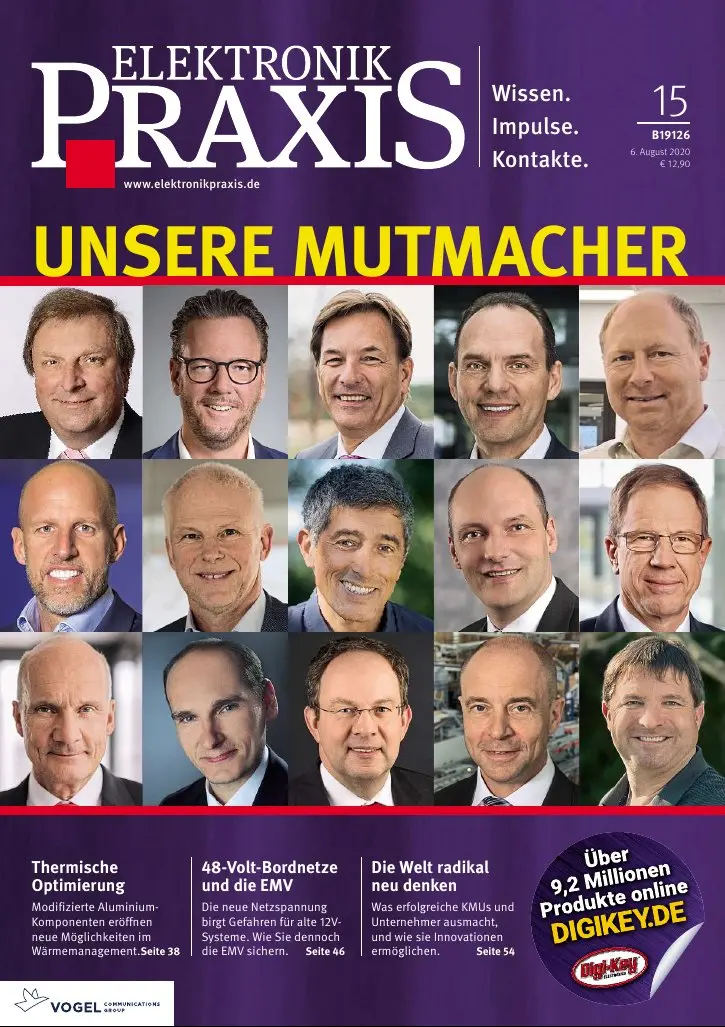 ELEKTRONIK
PRAXIS
www.elektronikpraxis.de
Wissen.
Impulse.
Kontakte.
15
B19126
6. August 2020
€ 12,90
UNSERE MUTMACHER
Thermische
Optimierung
Modifizierte Aluminium-
Komponenten eröffnen
neue Möglichkeiten im
Wärmemanagement. Seite 38
48-Volt-Bordnetze
und die EMV
Die neue Netzspannung
birgt Gefahren für alte 12V-
Systeme. Wie Sie dennoch
die EMV sichern. Seite 46
Die Welt radikal
neu denken
Was erfolgreiche KMUs und
Unternehmer ausmacht,
und wie sie Innovationen
ermöglichen. Seite 54
Über
9,2 Millionen
Produkte online
DIGIKEY.DE
Digi-Key
ELECTRONICS
VOGEL COMMUNICATIONS
GROUP